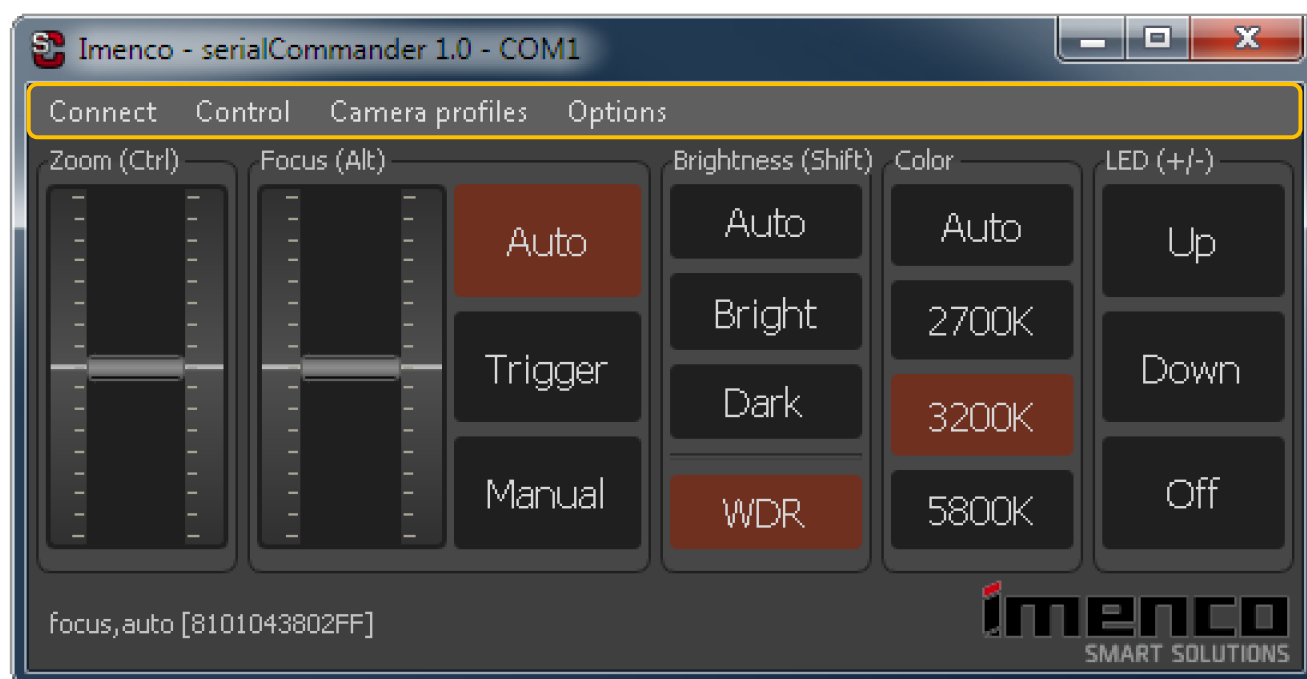 Imenco - serialCommander 1.0 - COM1
Connect Control Camera profiles Options
Zoom (Ctrl) Focus (Alt) Brightness (Shift) Color LED (+/-)
Auto Auto Auto Up
Bright 2700K
Trigger Dark 3200K Down
Manual WDR 5800K Off
focus,auto [8101043802FF]
imenco
SMART SOLUTIONS